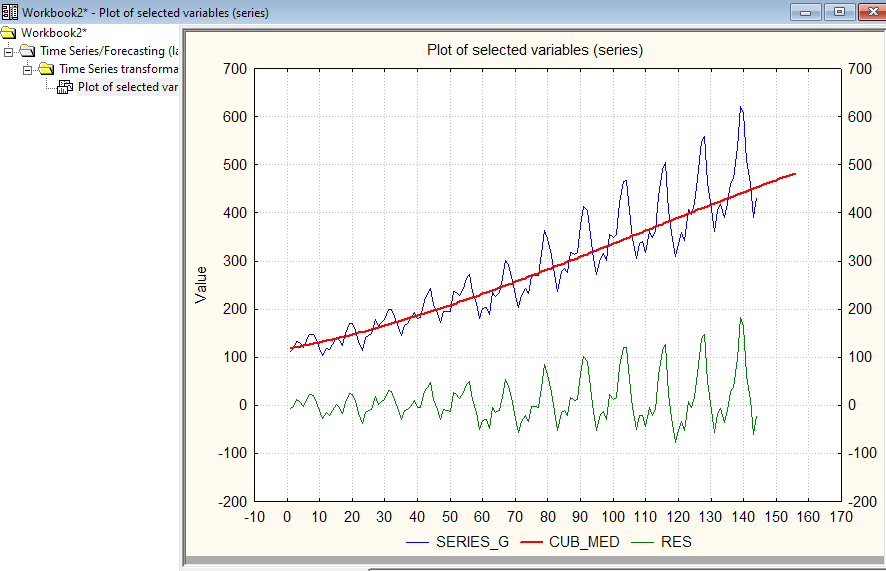 Workbook2* - Plot of selected variables (series)
Workbook2*
Time Series/Forecasting (la
Time Series transforma
Plot of selected var
Plot of selected variables (series)
700 700
600 600
500 500
400 400
300 300
200 200
100 100
0 0
-100 -100
-200 -200
Value
-10 0 10 20 30 40 50 60 70 80 90 100 110 120 130 140 150 160 170
SERIES_G CUB_MED RES